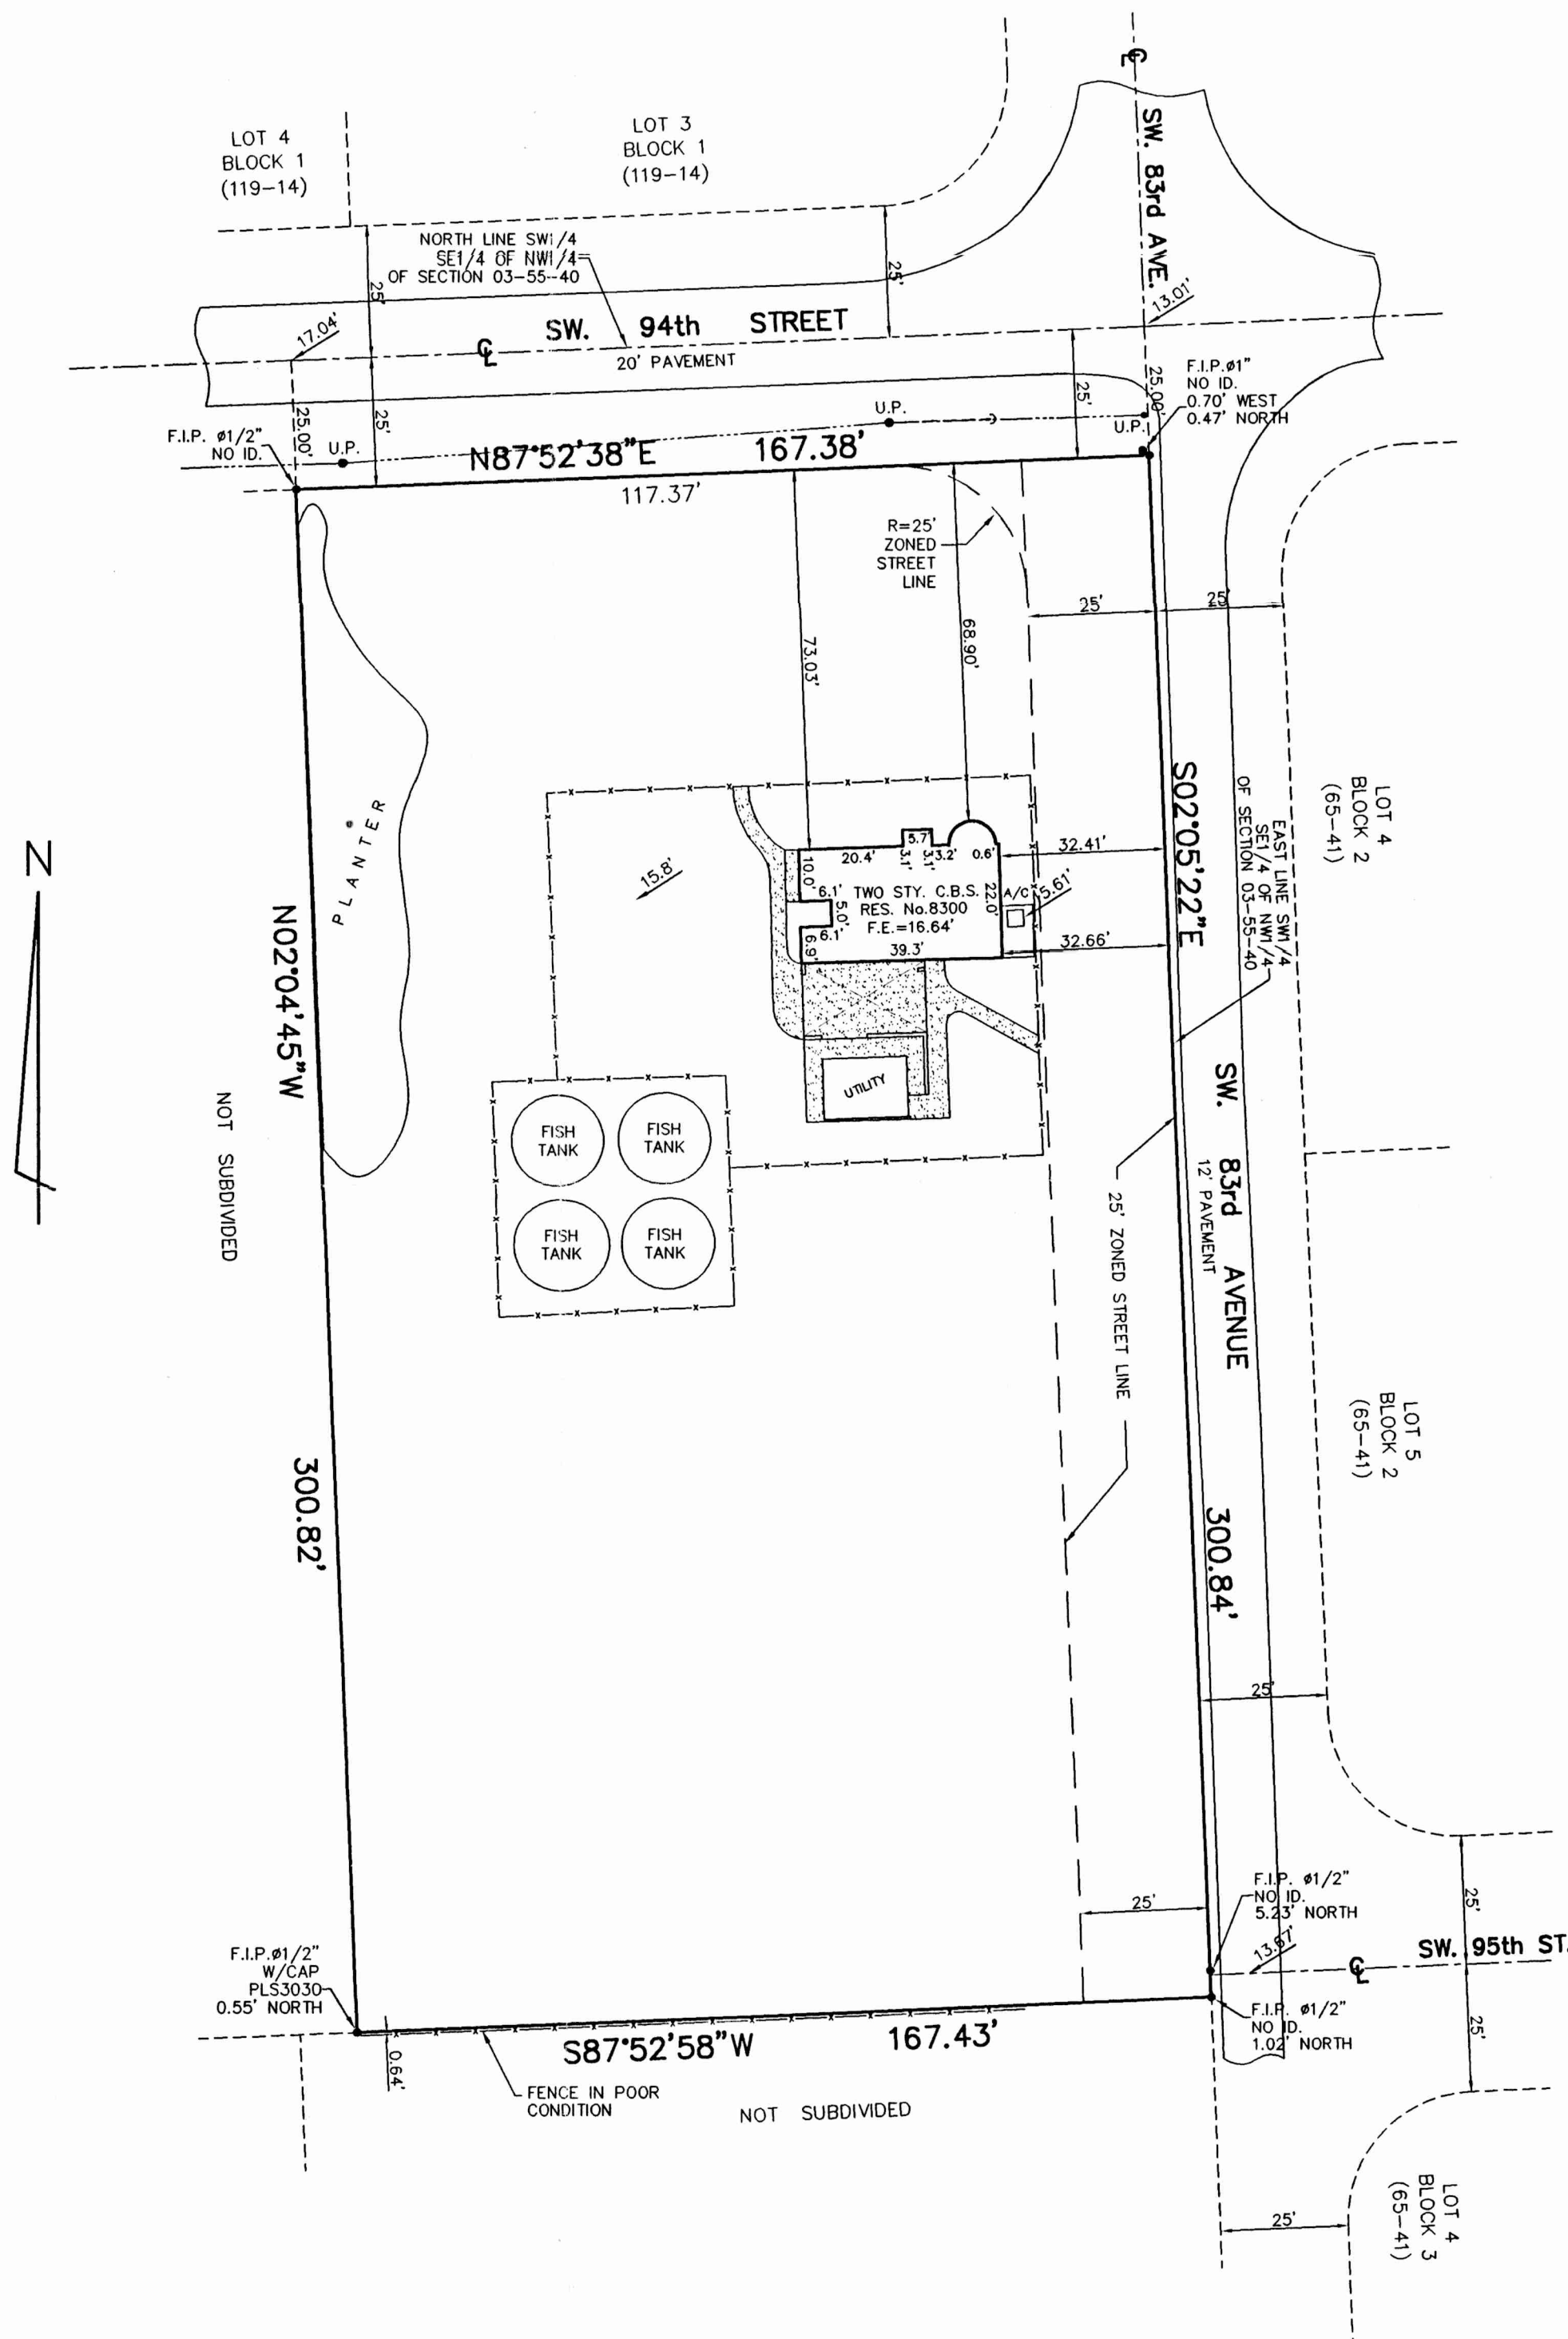 ℄
SW. 83rd AVE.
LOT 4
BLOCK 1
(119-14)
LOT 3
BLOCK 1
(119-14)
NORTH LINE SW1/4
SE1/4 OF NW1/4
OF SECTION 03-55-40
25'
25'
13.01'
17.04'
℄
SW. 94th STREET
20' PAVEMENT
25.00'
25'
25'
25.00'
F.I.P.ø1"
NO ID.
0.70' WEST
0.47' NORTH
F.I.P. ø1/2"
NO ID.
U.P.
U.P.
U.P.
N87°52'38"E 167.38'
117.37'
R=25'
ZONED
STREET
LINE
25'
25'
73.03'
68.90'
PLANTER
S02°05'22"E
EAST LINE SW1/4
SE1/4 OF NW1/4
OF SECTION 03-55-40
LOT 4
BLOCK 2
(65-41)
N
15.8'
5.7'
20.4'
3.1'
3.1'
3.2'
0.6'
32.41'
10.0'
6.1'
TWO STY. C.B.S.
RES. No.8300
F.E.=16.64'
5.0'
6.1'
6.9'
39.3'
22.0'
A/C
15.61'
32.66'
N02°04'45"W
UTILITY
FISH
TANK
FISH
TANK
FISH
TANK
FISH
TANK
NOT SUBDIVIDED
25' ZONED STREET LINE
SW. 83rd AVENUE
12' PAVEMENT
LOT 5
BLOCK 2
(65-41)
300.82'
300.84'
25'
25'
F.I.P. ø1/2"
NO ID.
5.23' NORTH
13.67'
℄
SW. 95th ST.
25'
25'
F.I.P.ø1/2"
W/CAP
PLS3030
0.55' NORTH
F.I.P. ø1/2"
NO ID.
1.02' NORTH
0.64'
S87°52'58"W 167.43'
FENCE IN POOR
CONDITION
NOT SUBDIVIDED
25'
LOT 4
BLOCK 3
(65-41)